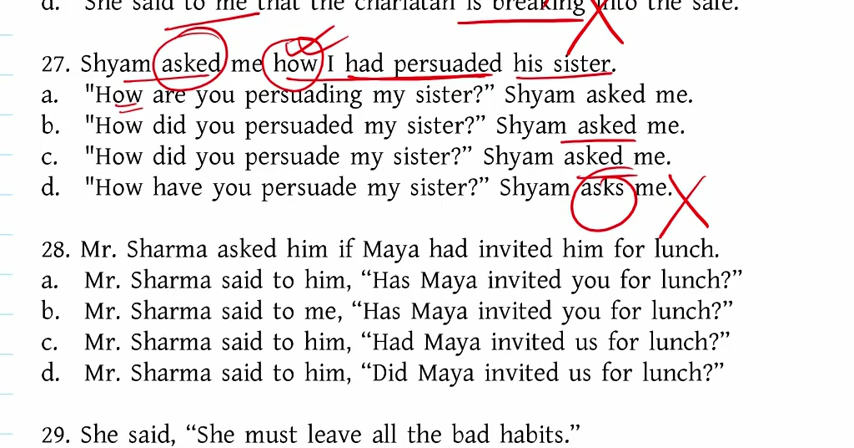 d. She said to me that the charlatan is breaking into the safe.
27. Shyam asked me how I had persuaded his sister.
a. "How are you persuading my sister?” Shyam asked me.
b. "How did you persuaded my sister?” Shyam asked me.
c. "How did you persuade my sister?” Shyam asked me.
d. "How have you persuade my sister?” Shyam asks me.
28. Mr. Sharma asked him if Maya had invited him for lunch.
a. Mr. Sharma said to him, “Has Maya invited you for lunch?”
b. Mr. Sharma said to me, “Has Maya invited you for lunch?”
c. Mr. Sharma said to him, “Had Maya invited us for lunch?”
d. Mr. Sharma said to him, “Did Maya invited us for lunch?”
29. She said, “She must leave all the bad habits.”